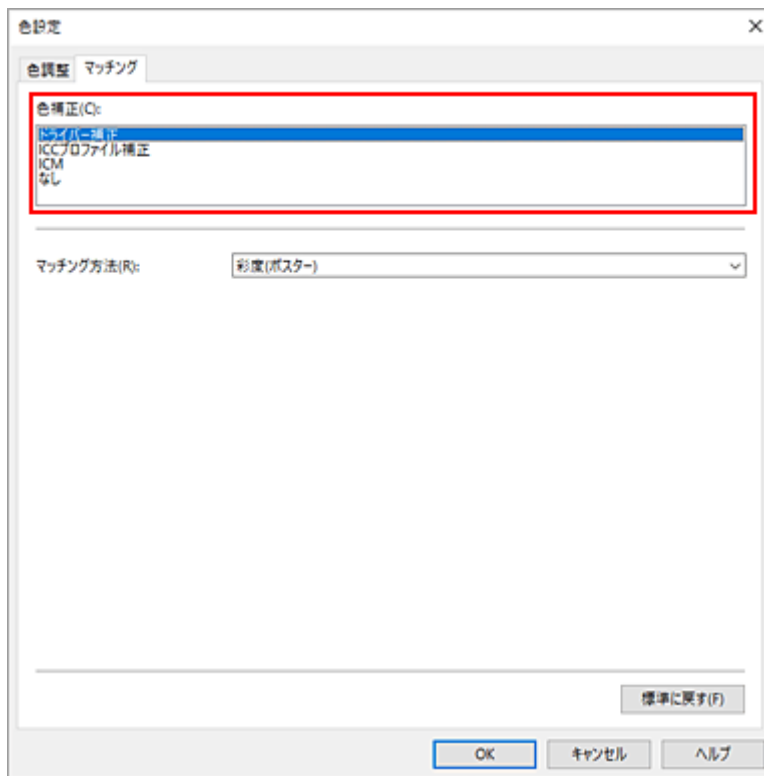 色設定
色調整 マッチング
色補正(C):
ドライバー補正
ICCプロファイル補正
ICM
なし
マッチング方法(R): 彩度(ポスター)
標準に戻す(F)
OK キャンセル ヘルプ